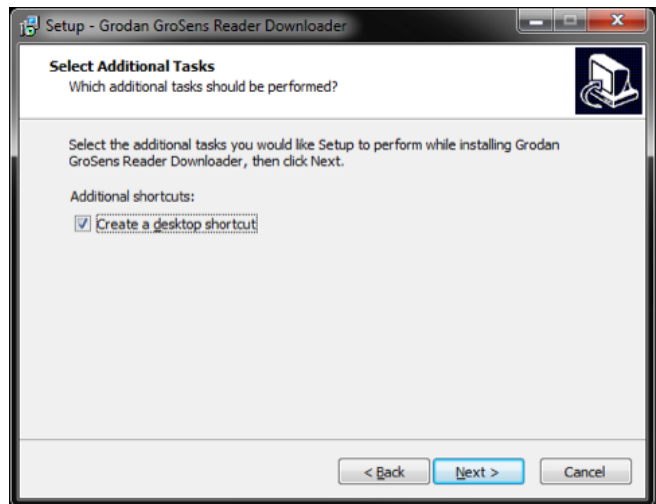 Setup - Grodan GroSens Reader Downloader
Select Additional Tasks
Which additional tasks should be performed?
Select the additional tasks you would like Setup to perform while installing Grodan
GroSens Reader Downloader, then click Next.
Additional shortcuts:
Create a desktop shortcut
< Back Next > Cancel